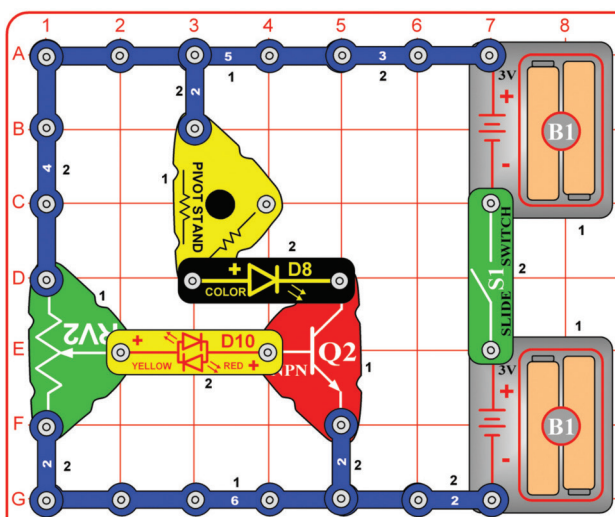 1 2 3 4 5 6 7 8
A 5 3
1 2 3V
2 2 + B1
B
4 2 1 PIVOT STAND -
C 1
2 SLIDE SWITCH S1 2
+ D8
D COLOR
1 1
RV2 + D10 Q2
E YELLOW RED + NPN 1
2 3V
+ B1
F
2 2 2 2 -
1 2
G 6 2